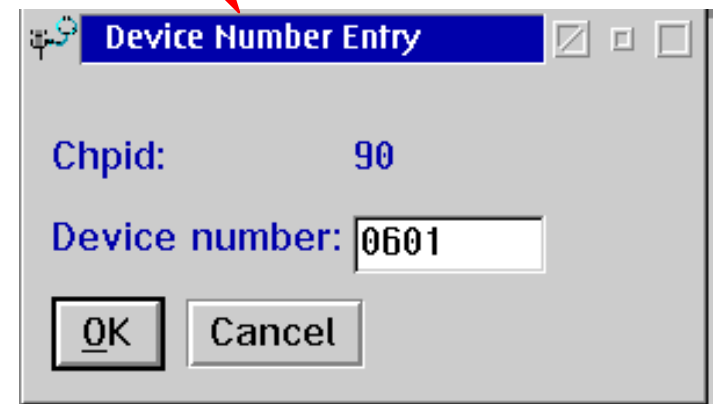 Device Number Entry
Chpid: 90
Device number: 0601
OK Cancel